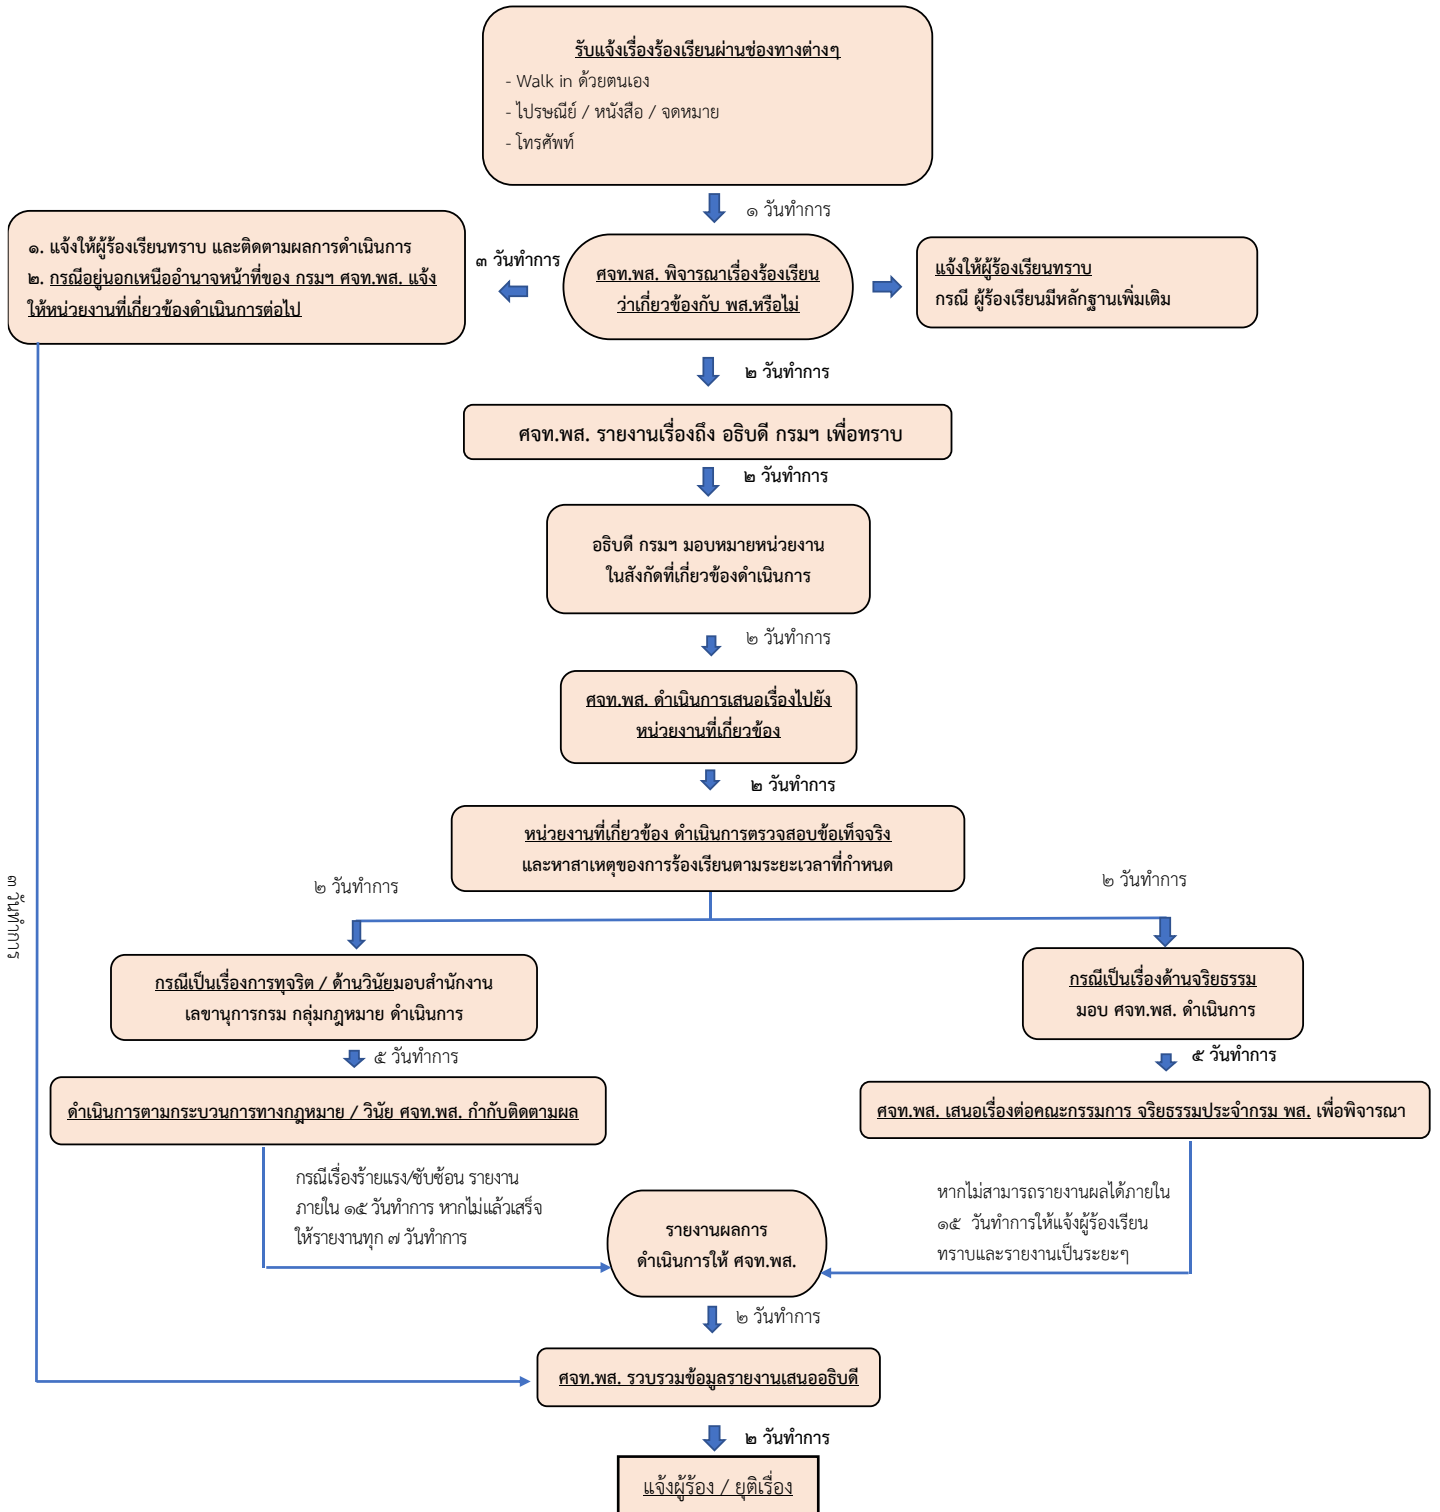 รับแจ้งเรื่องร้องเรียนผ่านช่องทางต่างๆ
- Walk in ด้วยตนเอง
- ไปรษณีย์ / หนังสือ / จดหมาย
- โทรศัพท์
๑ วันทำการ
๑. แจ้งให้ผู้ร้องเรียนทราบ และติดตามผลการดำเนินการ
๒. กรณีอยู่นอกเหนืออำนาจหน้าที่ของ กรมฯ ศจท.พส. แจ้ง
ให้หน่วยงานที่เกี่ยวข้องดำเนินการต่อไป
๓ วันทำการ
ศจท.พส. พิจารณาเรื่องร้องเรียน
ว่าเกี่ยวข้องกับ พส.หรือไม่
แจ้งให้ผู้ร้องเรียนทราบ
กรณี ผู้ร้องเรียนมีหลักฐานเพิ่มเติม
๒ วันทำการ
ศจท.พส. รายงานเรื่องถึง อธิบดี กรมฯ เพื่อทราบ
๒ วันทำการ
อธิบดี กรมฯ มอบหมายหน่วยงาน
ในสังกัดที่เกี่ยวข้องดำเนินการ
๒ วันทำการ
ศจท.พส. ดำเนินการเสนอเรื่องไปยัง
หน่วยงานที่เกี่ยวข้อง
๒ วันทำการ
หน่วยงานที่เกี่ยวข้อง ดำเนินการตรวจสอบข้อเท็จจริง
และหาสาเหตุของการร้องเรียนตามระยะเวลาที่กำหนด
๓ วันทำการ
๒ วันทำการ
๒ วันทำการ
กรณีเป็นเรื่องการทุจริต / ด้านวินัยมอบสำนักงาน
เลขานุการกรม กลุ่มกฎหมาย ดำเนินการ
กรณีเป็นเรื่องด้านจริยธรรม
มอบ ศจท.พส. ดำเนินการ
๕ วันทำการ
๕ วันทำการ
ดำเนินการตามกระบวนการทางกฎหมาย / วินัย ศจท.พส. กำกับติดตามผล
ศจท.พส. เสนอเรื่องต่อคณะกรรมการ จริยธรรมประจำกรม พส. เพื่อพิจารณา
กรณีเรื่องร้ายแรง/ซับซ้อน รายงาน
ภายใน ๑๕ วันทำการ หากไม่แล้วเสร็จ
ให้รายงานทุก ๗ วันทำการ
รายงานผลการ
ดำเนินการให้ ศจท.พส.
หากไม่สามารถรายงานผลได้ภายใน
๑๕ วันทำการให้แจ้งผู้ร้องเรียน
ทราบและรายงานเป็นระยะๆ
๒ วันทำการ
ศจท.พส. รวบรวมข้อมูลรายงานเสนออธิบดี
๒ วันทำการ
แจ้งผู้ร้อง / ยุติเรื่อง